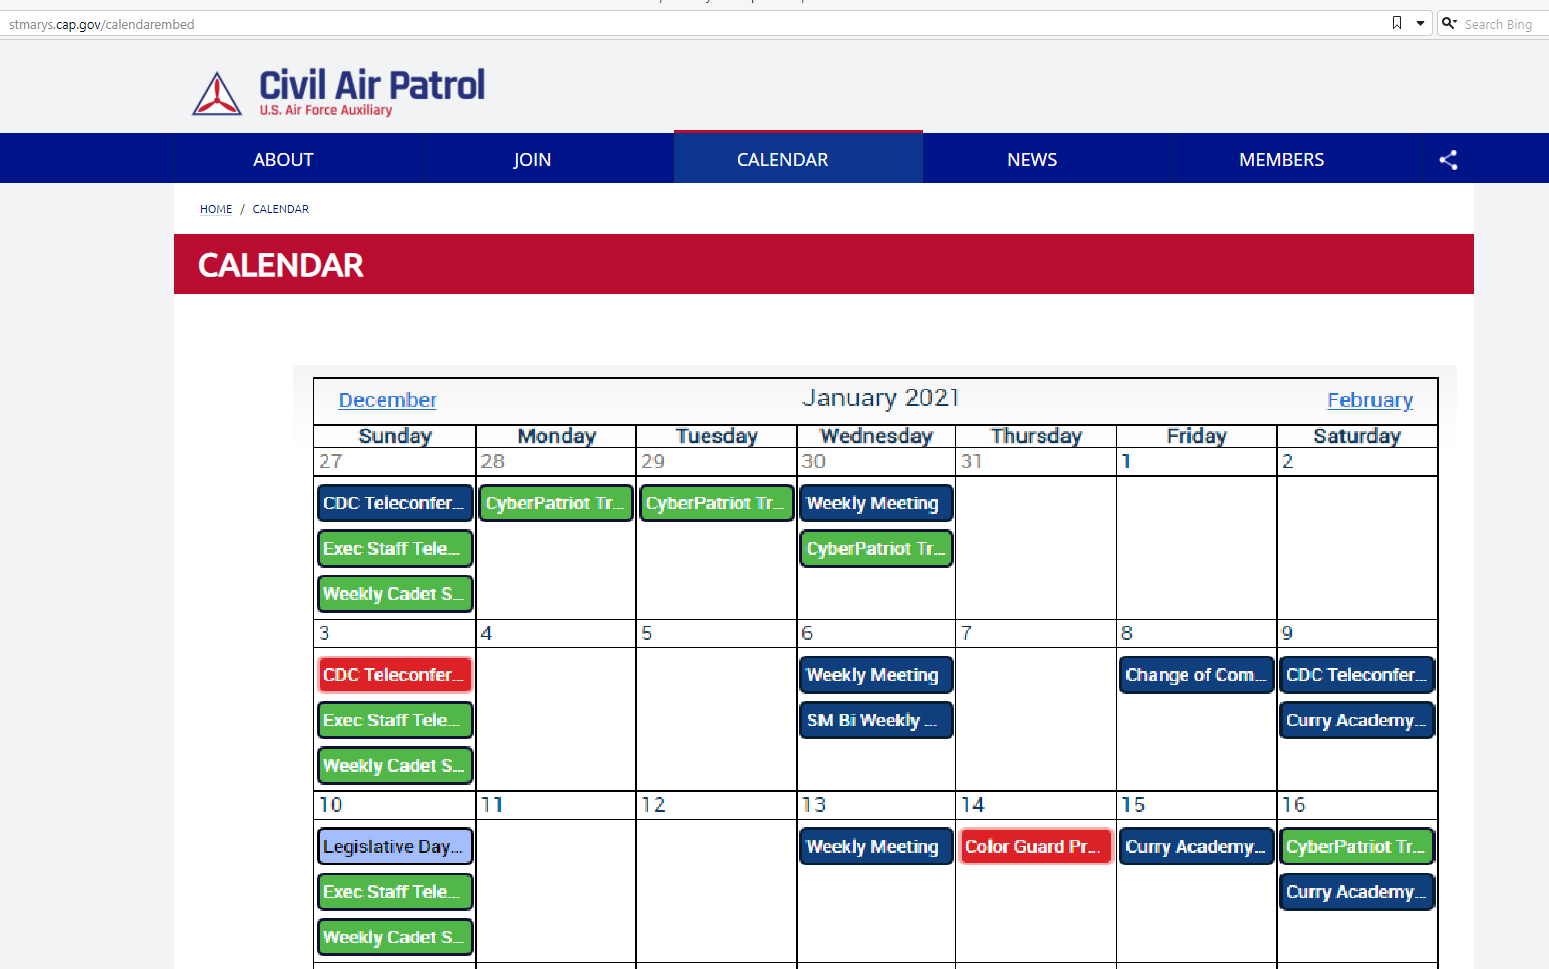 stmarys.cap.gov/calendarembed
Search Bing
Civil Air Patrol
U.S. Air Force Auxiliary
ABOUT JOIN CALENDAR NEWS MEMBERS
HOME / CALENDAR
CALENDAR
December January 2021 February
Sunday Monday Tuesday Wednesday Thursday Friday Saturday
27 28 29 30 31 1 2
CDC Teleconfer... CyberPatriot Tr... CyberPatriot Tr... Weekly Meeting
Exec Staff Tele... CyberPatriot Tr...
Weekly Cadet S...
3 4 5 6 7 8 9
CDC Teleconfer... Weekly Meeting Change of Com... CDC Teleconfer...
Exec Staff Tele... SM Bi Weekly ... Curry Academy...
Weekly Cadet S...
10 11 12 13 14 15 16
Legislative Day... Weekly Meeting Color Guard Pr... Curry Academy... CyberPatriot Tr...
Exec Staff Tele... Curry Academy...
Weekly Cadet S...